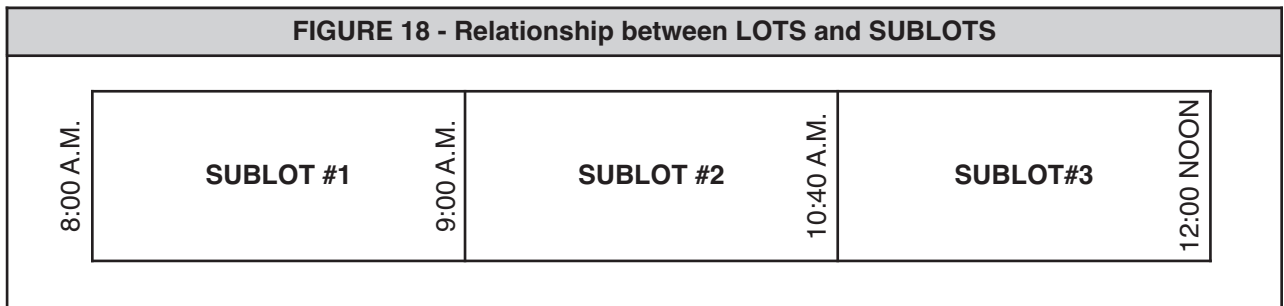 FIGURE 18 - Relationship between LOTS and SUBLOTS
8:00 A.M.
SUBLOT #1
9:00 A.M.
SUBLOT #2
10:40 A.M.
SUBLOT#3
12:00 NOON